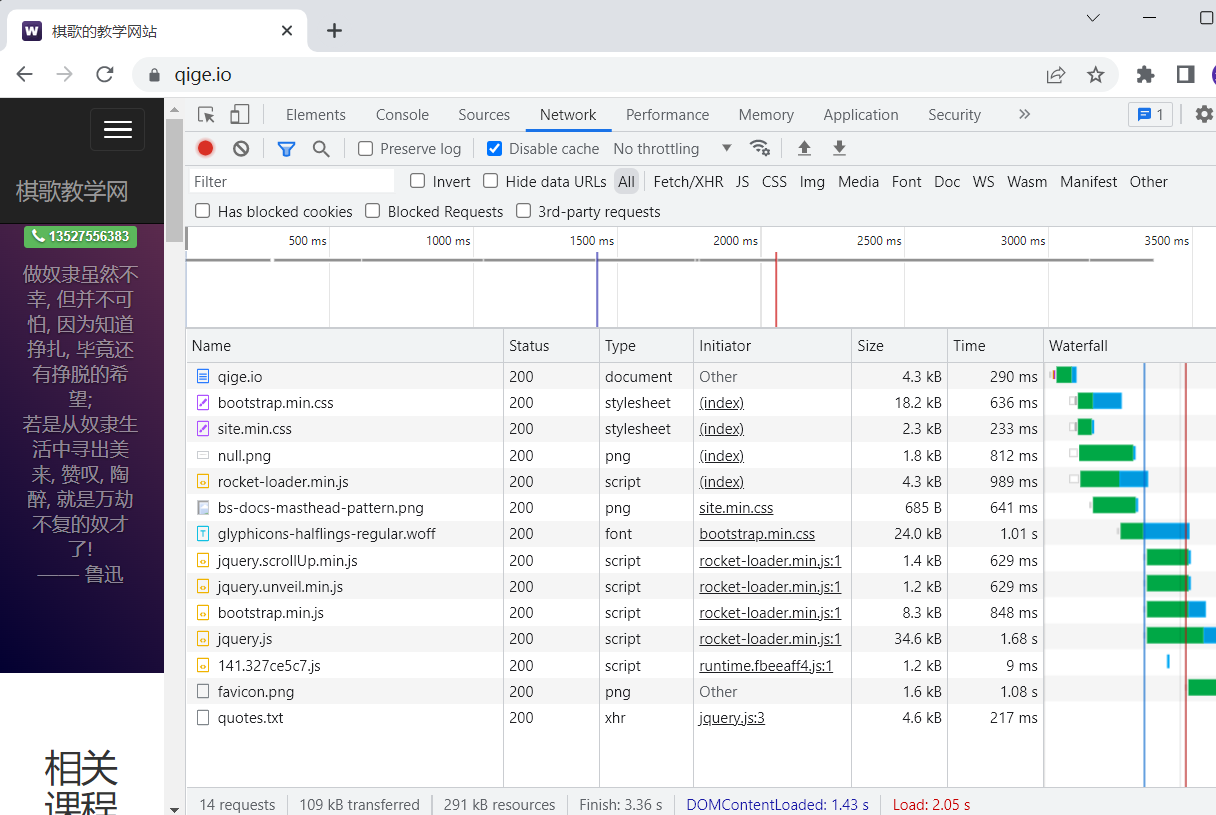 W 棋歌的教学网站
qige.io
Elements Console Sources Network Performance Memory Application Security 1
Preserve log Disable cache No throttling
Filter Invert Hide data URLs All Fetch/XHR JS CSS Img Media Font Doc WS Wasm Manifest Other
Has blocked cookies Blocked Requests 3rd-party requests
500 ms 1000 ms 1500 ms 2000 ms 2500 ms 3000 ms 3500 ms
棋歌教学网
13527556383
做奴隶虽然不
幸, 但并不可
怕, 因为知道
挣扎, 毕竟还
有挣脱的希
望;
若是从奴隶生
活中寻出美
来, 赞叹, 陶
醉, 就是万劫
不复的奴才
了!
—— 鲁迅
相关
课程
Name Status Type Initiator Size Time Waterfall
qige.io 200 document Other 4.3 kB 290 ms
bootstrap.min.css 200 stylesheet (index) 18.2 kB 636 ms
site.min.css 200 stylesheet (index) 2.3 kB 233 ms
null.png 200 png (index) 1.8 kB 812 ms
rocket-loader.min.js 200 script (index) 4.3 kB 989 ms
bs-docs-masthead-pattern.png 200 png site.min.css 685 B 641 ms
glyphicons-halflings-regular.woff 200 font bootstrap.min.css 24.0 kB 1.01 s
jquery.scrollUp.min.js 200 script rocket-loader.min.js:1 1.4 kB 629 ms
jquery.unveil.min.js 200 script rocket-loader.min.js:1 1.2 kB 629 ms
bootstrap.min.js 200 script rocket-loader.min.js:1 8.3 kB 848 ms
jquery.js 200 script rocket-loader.min.js:1 34.6 kB 1.68 s
141.327ce5c7.js 200 script runtime.fbeeaff4.js:1 1.2 kB 9 ms
favicon.png 200 png Other 1.6 kB 1.08 s
quotes.txt 200 xhr jquery.js:3 4.6 kB 217 ms
14 requests 109 kB transferred 291 kB resources Finish: 3.36 s DOMContentLoaded: 1.43 s Load: 2.05 s